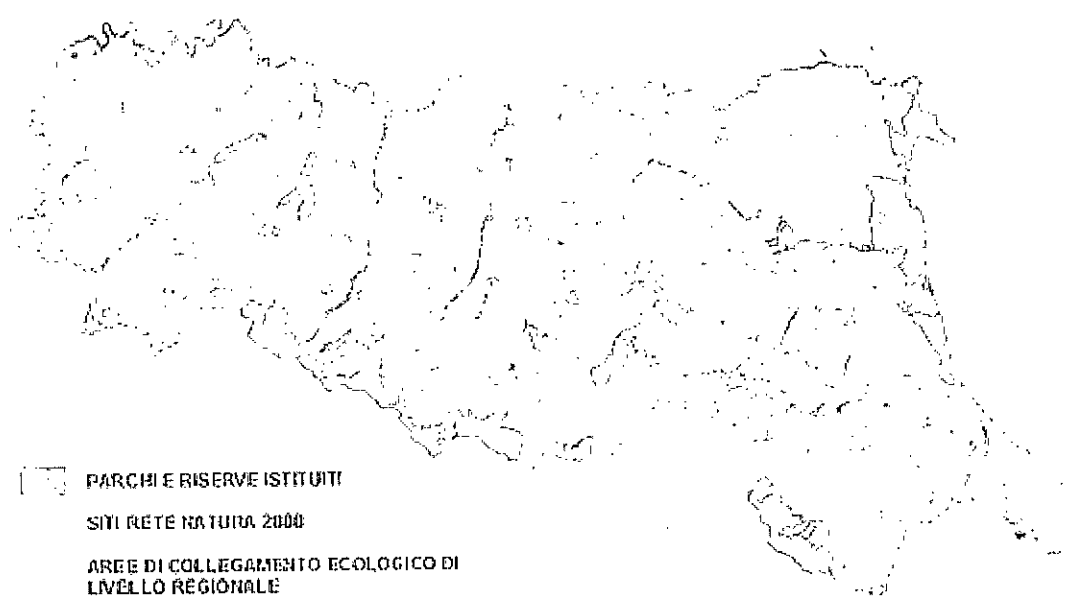 PARCHI E RISERVE ISTITUITI
SITI RETE NATURA 2000
AREE DI COLLEGAMENTO ECOLOGICO DI
LIVELLO REGIONALE